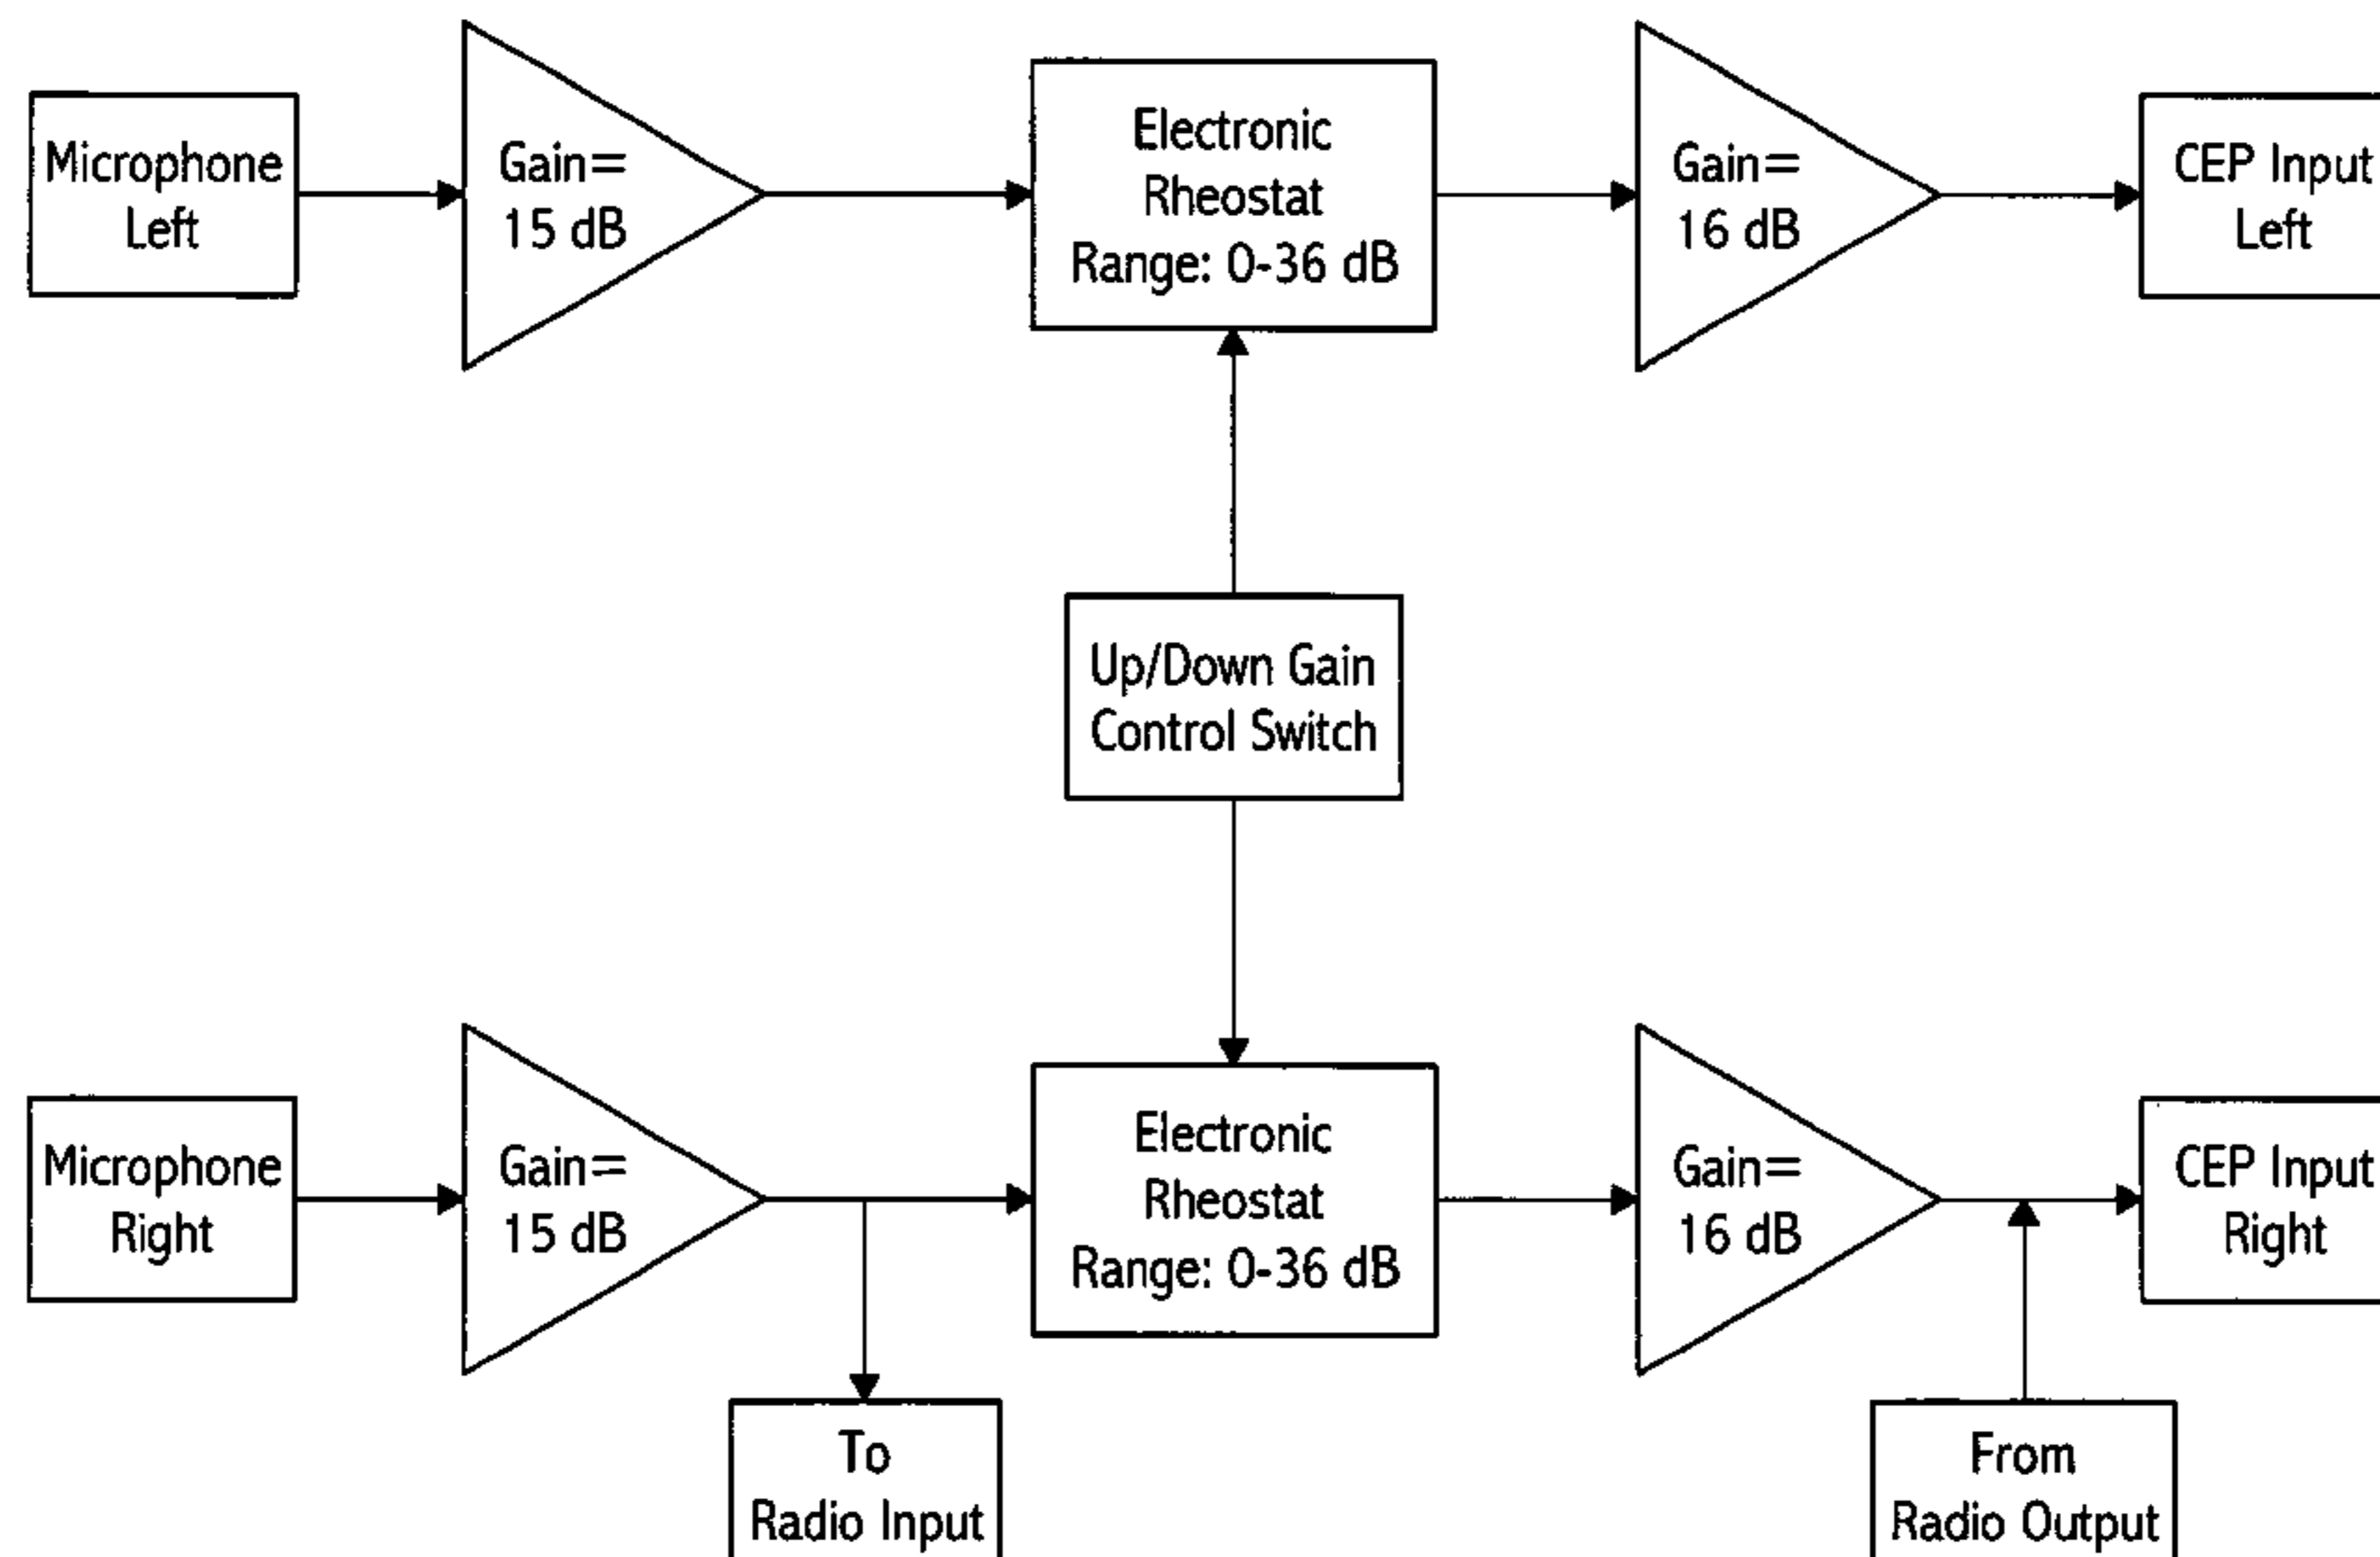 Microphone
Left
Gain=
15 dB
Electronic
Rheostat
Range: 0-36 dB
Gain=
16 dB
CEP Input
Left
Up/Down Gain
Control Switch
Microphone
Right
Gain=
15 dB
Electronic
Rheostat
Range: 0-36 dB
Gain=
16 dB
CEP Input
Right
To
Radio Input
From
Radio Output